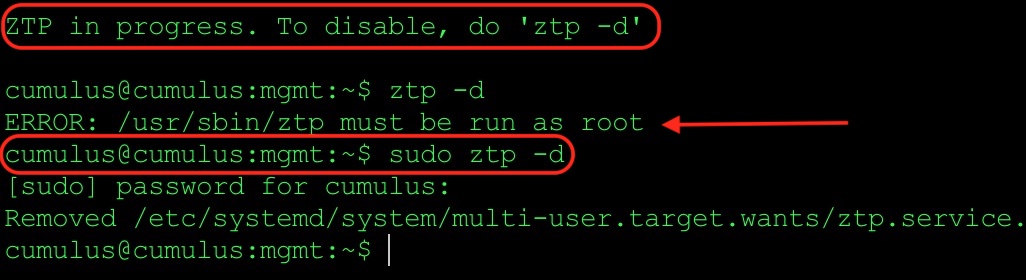 ZTP in progress. To disable, do 'ztp -d'
cumulus@cumulus:mgmt:~$ ztp -d
ERROR: /usr/sbin/ztp must be run as root
cumulus@cumulus:mgmt:~$ sudo ztp -d
[sudo] password for cumulus:
Removed /etc/systemd/system/multi-user.target.wants/ztp.service.
cumulus@cumulus:mgmt:~$